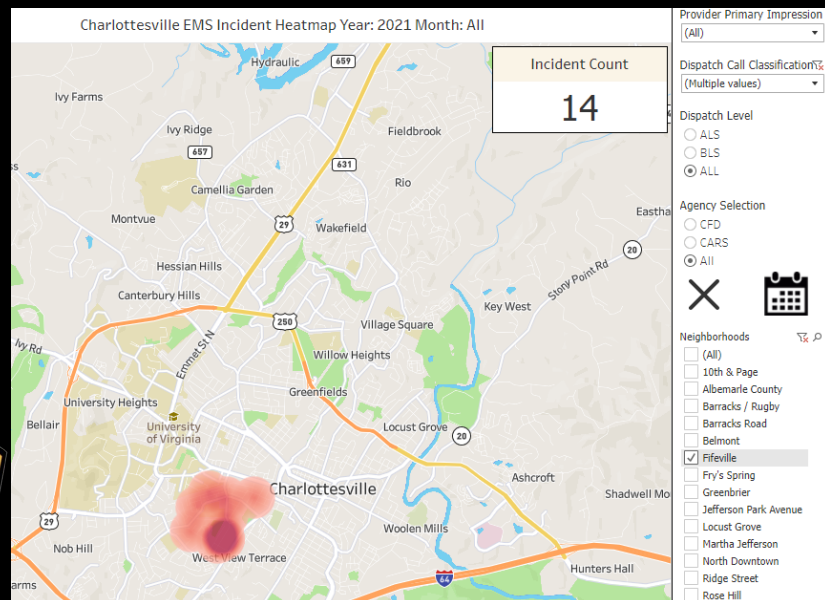 Charlottesville EMS Incident Heatmap Year: 2021 Month: All
Incident Count
14
Hydraulic
659
Ivy Farms
Ivy Ridge
657
Fieldbrook
631
Camellia Garden
Rio
Montvue
29
Wakefield
Eastha
20
Hessian Hills
Stony Point Rd
Canterbury Hills
Key West
250
Village Square
Ivy Rd
Emmet St N
Willow Heights
Greenfields
University Heights
Bellair
University
of Virginia
Locust Grove
20
Charlottesville
Ashcroft
Shadwell Mo
29
Woolen Mills
Nob Hill
West View Terrace
Hunters Hall
64
arms
Provider Primary Impression
(All)
Dispatch Call Classification
(Multiple values)
Dispatch Level
ALS
BLS
ALL
Agency Selection
CFD
CARS
All
Neighborhoods
(All)
10th & Page
Albemarle County
Barracks / Rugby
Barracks Road
Belmont
Fifeville
Fry's Spring
Greenbrier
Jefferson Park Avenue
Locust Grove
Martha Jefferson
North Downtown
Ridge Street
Rose Hill